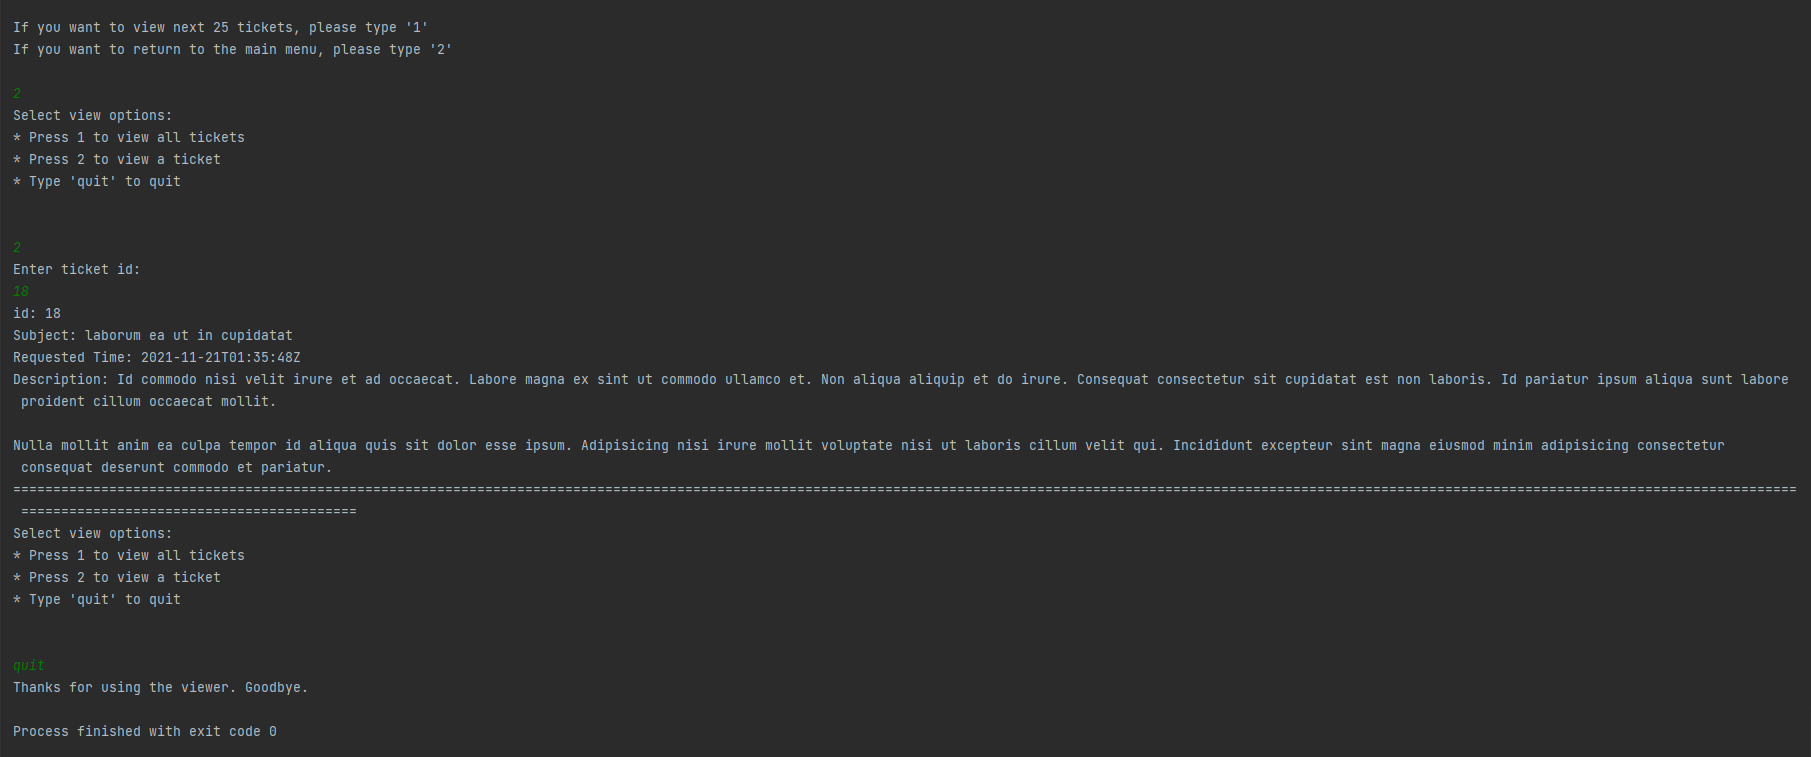 If you want to view next 25 tickets, please type '1'
If you want to return to the main menu, please type '2'
2
Select view options:
* Press 1 to view all tickets
* Press 2 to view a ticket
* Type 'quit' to quit
2
Enter ticket id:
18
id: 18
Subject: laborum ea ut in cupidatat
Requested Time: 2021-11-21T01:35:48Z
Description: Id commodo nisi velit irure et ad occaecat. Labore magna ex sint ut commodo ullamco et. Non aliqua aliquip et do irure. Consequat consectetur sit cupidatat est non laboris. Id pariatur ipsum aliqua sunt labore
proident cillum occaecat mollit.
Nulla mollit anim ea culpa tempor id aliqua quis sit dolor esse ipsum. Adipisicing nisi irure mollit voluptate nisi ut laboris cillum velit qui. Incididunt excepteur sint magna eiusmod minim adipisicing consectetur
consequat deserunt commodo et pariatur.
===============================================================================================================================================================================================================================
==========================================
Select view options:
* Press 1 to view all tickets
* Press 2 to view a ticket
* Type 'quit' to quit
quit
Thanks for using the viewer. Goodbye.
Process finished with exit code 0